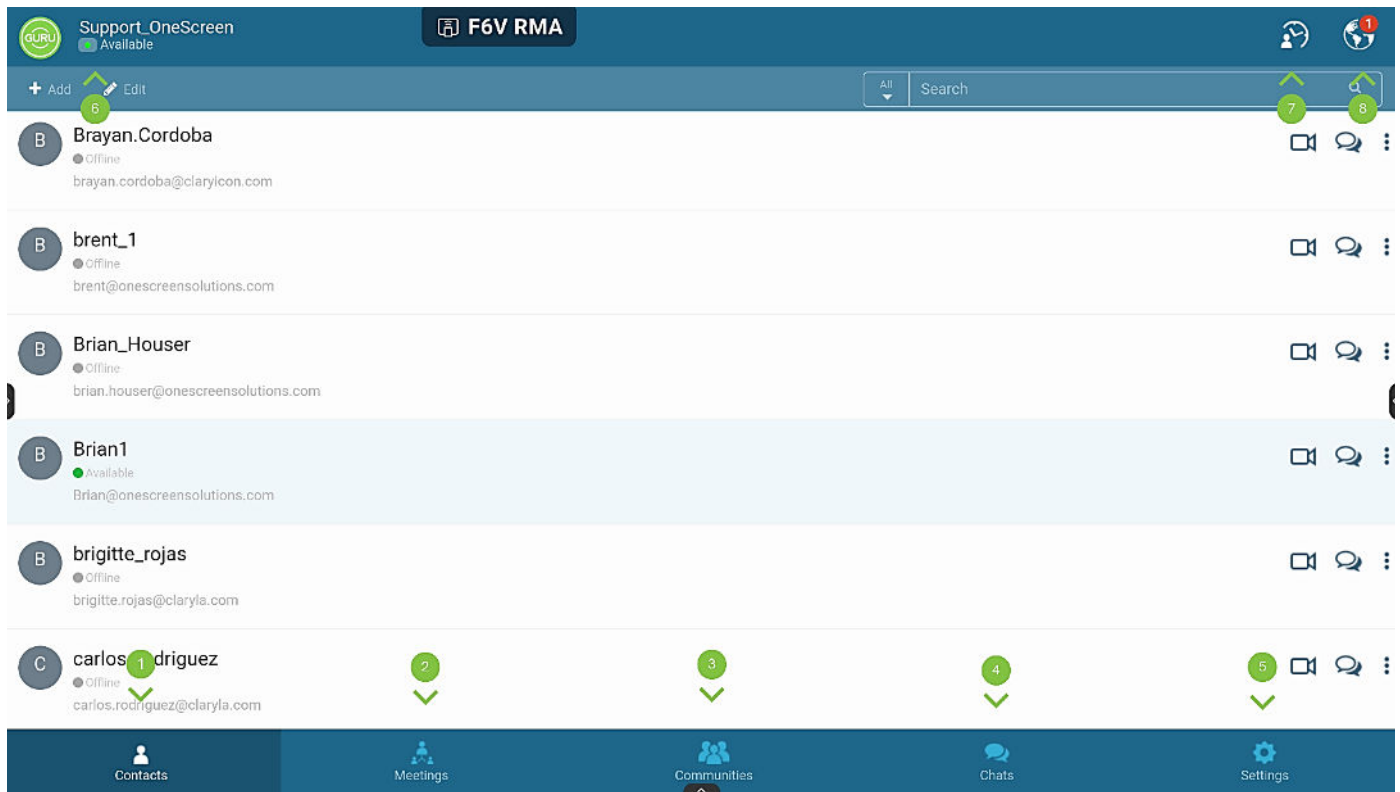 GURU
Support_OneScreen
Available
F6V RMA
1
Add
Edit
All
Search
6
7
8
B
Brayan.Cordoba
Offline
brayan.cordoba@claryicon.com
B
brent_1
Offline
brent@onescreensolutions.com
B
Brian_Houser
Offline
brian.houser@onescreensolutions.com
B
Brian1
Available
Brian@onescreensolutions.com
B
brigitte_rojas
Offline
brigitte.rojas@claryla.com
C
carlos driguez
Offline
carlos.rodriguez@claryla.com
1
2
3
4
5
Contacts
Meetings
Communities
Chats
Settings